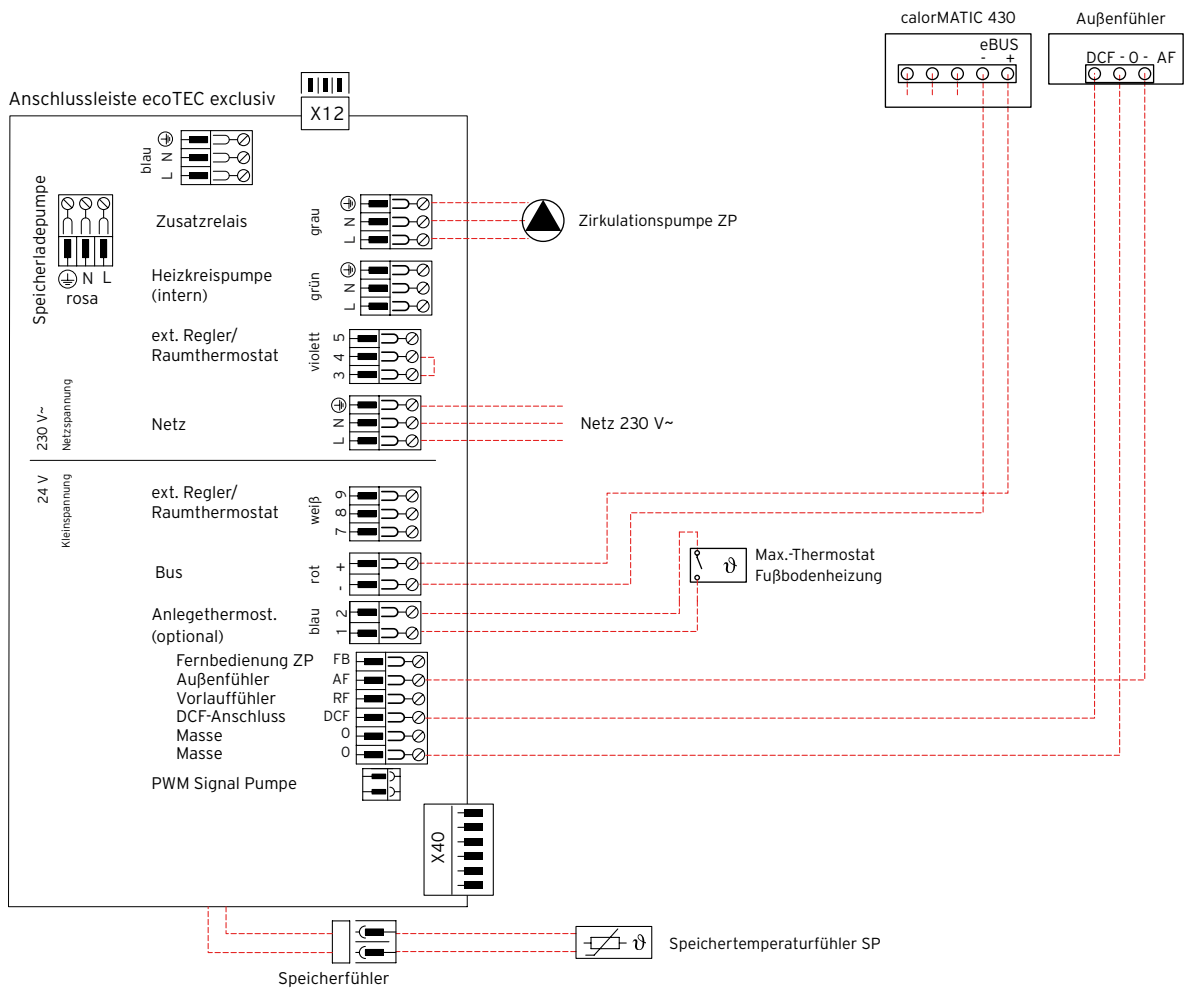 calorMATIC 430
Außenfühler
eBUS
- +
DCF - O - AF
Anschlussleiste ecoTEC exclusiv
X12
blau
L N
Speicherladepumpe
N L
rosa
Zusatzrelais
grau
L N
Zirkulationspumpe ZP
Heizkreispumpe
(intern)
grün
L N
ext. Regler/
Raumthermostat
violett
3 4 5
230 V~
Netzspannung
Netz
L N
Netz 230 V~
24 V
Kleinspannung
ext. Regler/
Raumthermostat
weiß
7 8 9
Bus
rot
- +
Max.-Thermostat
Fußbodenheizung
ϑ
Anlegethermost.
(optional)
blau
1 2
Fernbedienung ZP FB
Außenfühler AF
Vorlauffühler RF
DCF-Anschluss DCF
Masse O
Masse O
PWM Signal Pumpe
X40
ϑ
Speichertemperaturfühler SP
Speicherfühler